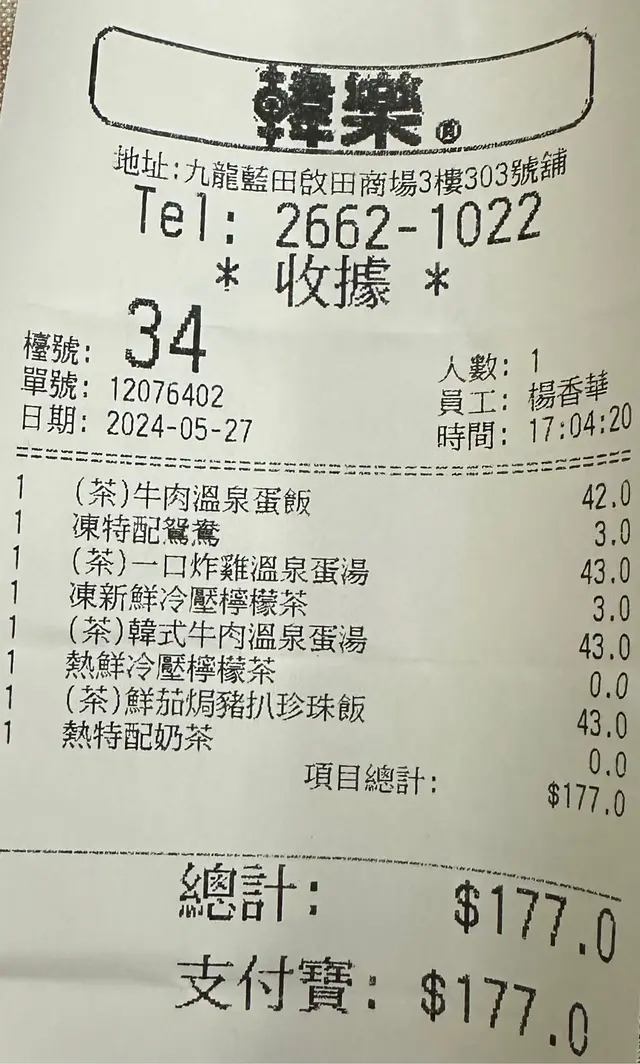 韓樂®
地址:九龍藍田啟田商場3樓303號舖
Tel: 2662-1022
* 收據 *
檯號: 34 人數: 1
單號: 12076402 員工: 楊香華
日期: 2024-05-27 時間: 17:04:20
1 (茶)牛肉溫泉蛋飯 42.0
1 凍特配鴛鴦 3.0
1 (茶)一口炸雞溫泉蛋湯 43.0
1 凍新鮮冷壓檸檬茶 3.0
1 (茶)韓式牛肉溫泉蛋湯 43.0
1 熱鮮冷壓檸檬茶 0.0
1 (茶)鮮茄焗豬扒珍珠飯 43.0
1 熱特配奶茶 0.0
項目總計: $177.0
總計: $177.0
支付寶: $177.0